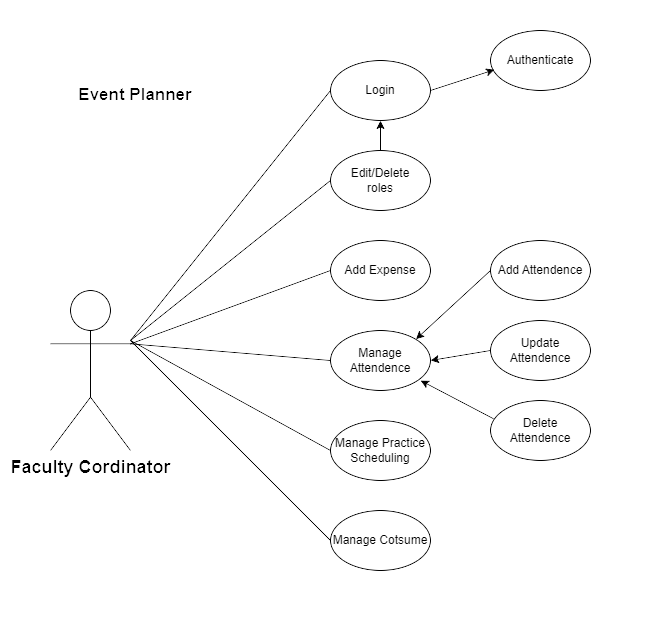 Authenticate
Login
Event Planner
Edit/Delete
roles
Add Expense
Add Attendence
Manage
Attendence
Update
Attendence
Delete
Attendence
Manage Practice
Scheduling
Faculty Cordinator
Manage Cotsume